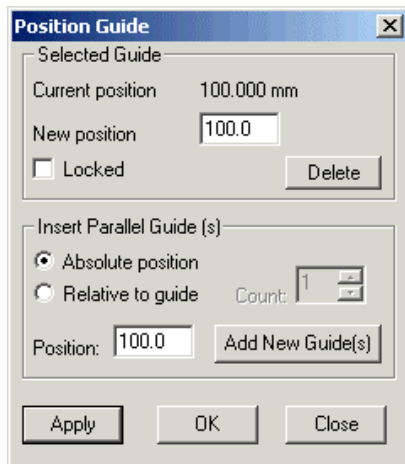 Position Guide
Selected Guide
Current position 100.000 mm
New position 100.0
Locked Delete
Insert Parallel Guide (s)
Absolute position
Relative to guide Count: 1
Position: 100.0 Add New Guide(s)
Apply OK Close